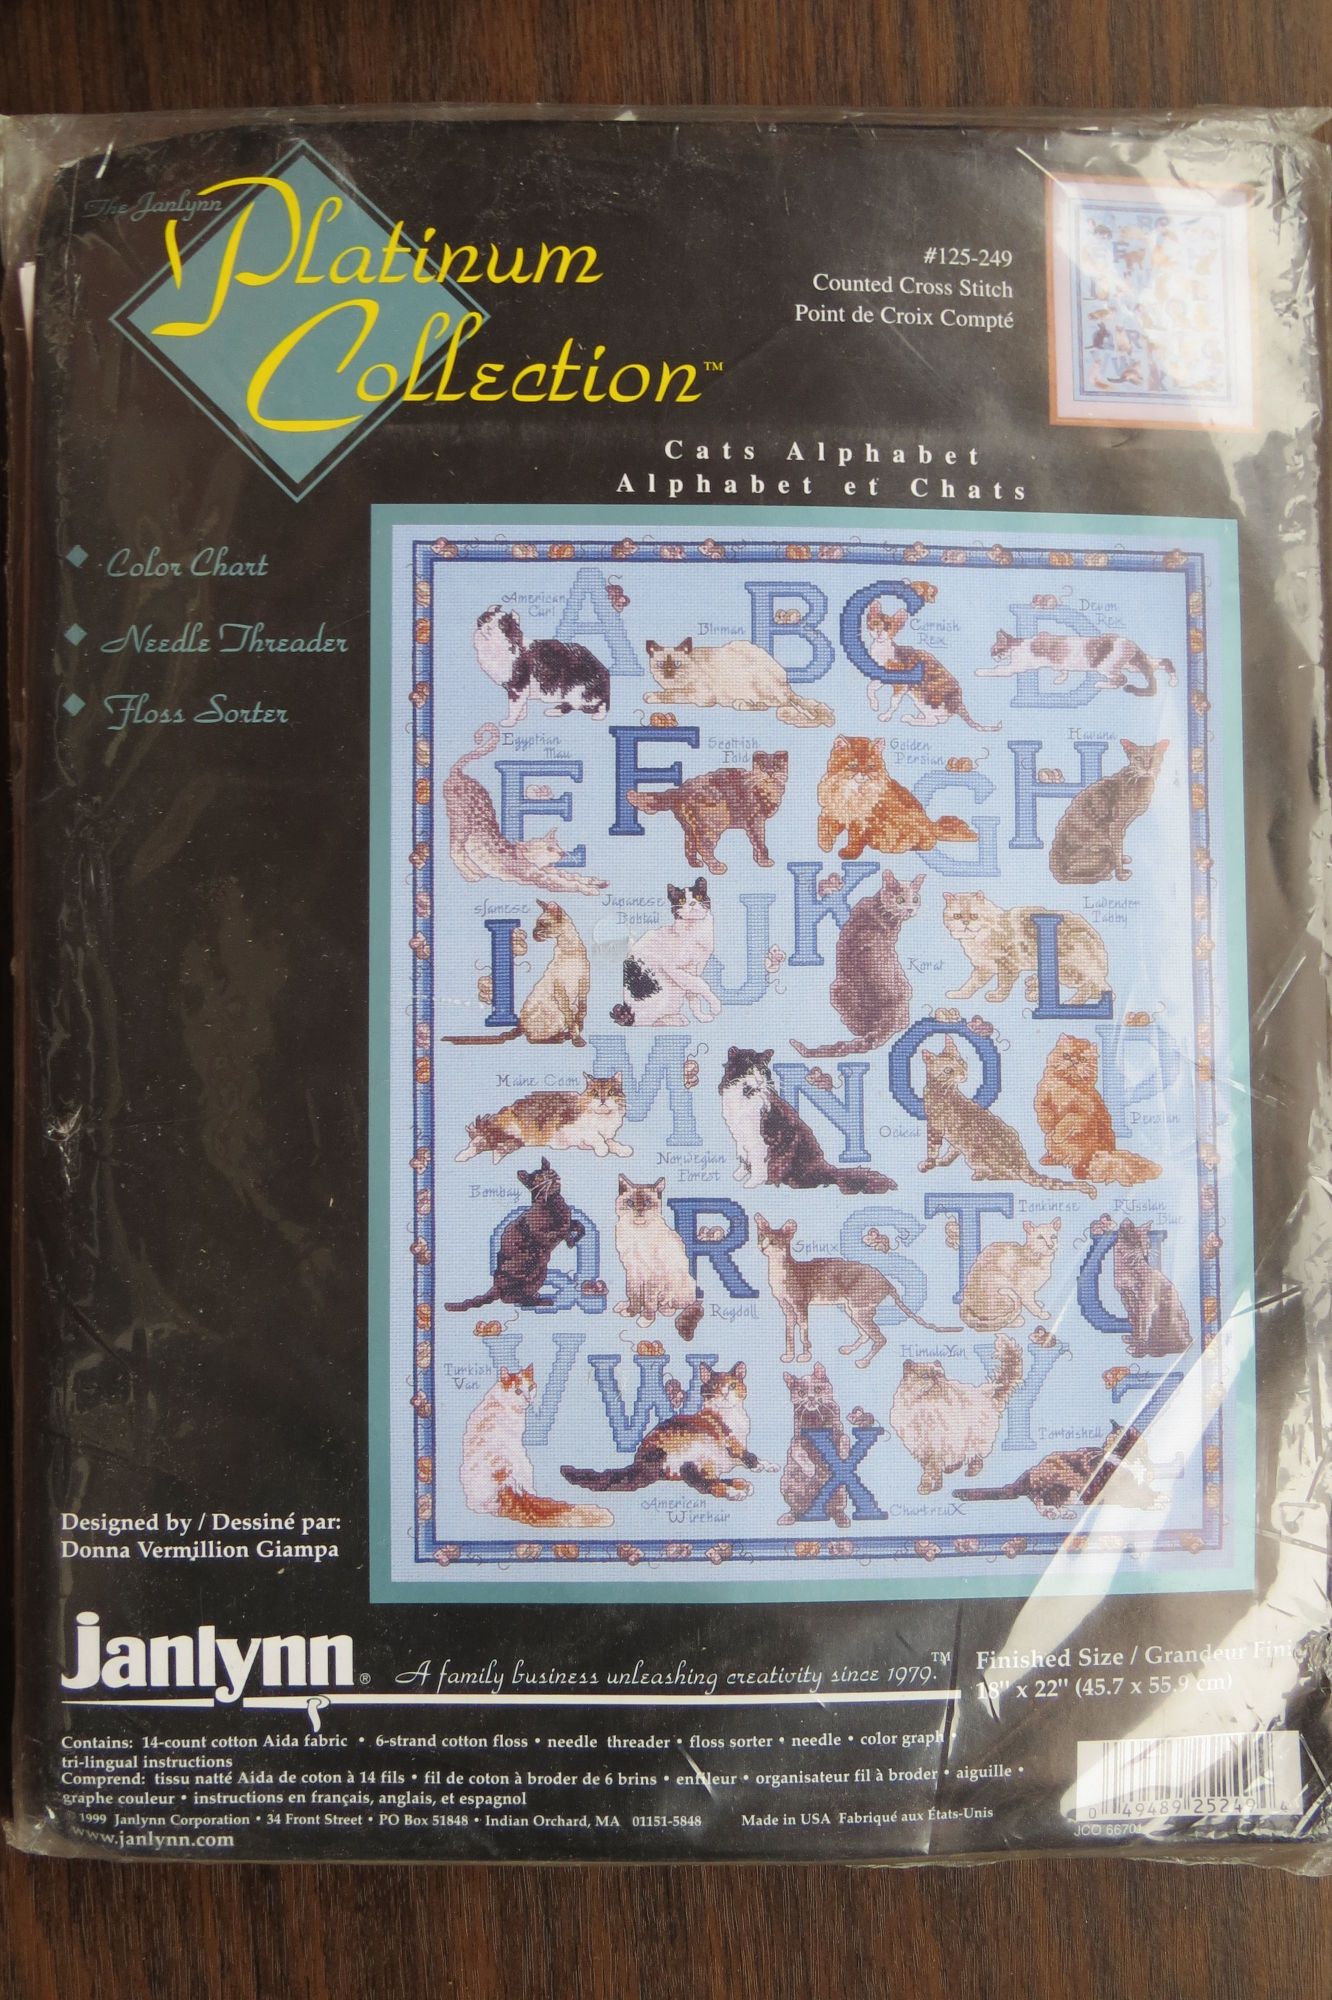 The Janlynn
Platinum
Collection™
#125-249
Counted Cross Stitch
Point de Croix Compté
Cats Alphabet
Alphabet et Chats
Color Chart
Needle Threader
Floss Sorter
A B C D
American
Curl
Birman
Cornish
Rex
Devon
Rex
E F G H
Egyptian
Mau
Scottish
Fold
Golden
Persian
Havana
I J K L
siamese
Japanese
Bobtail
Korat
Lavender
Tabby
M N O P
Maine Coon
Norwegian
Forest
Ocicat
Persian
Q R S T U
Bombay
Ragdoll
Sphinx
Tonkinese
RUssian
Blue
V W X Y Z
Turkish
Van
American
Wirehair
ChartreuX
HimalaYan
Tortoishell
Designed by / Dessiné par:
Donna Vermillion Giampa
janlynn®
A family business unleashing creativity since 1979.™
Finished Size / Grandeur Fini
18" x 22" (45.7 x 55.9 cm)
Contains: 14-count cotton Aida fabric • 6-strand cotton floss • needle threader • floss sorter • needle • color graph •
tri-lingual instructions
Comprend: tissu natté Aida de coton à 14 fils • fil de coton à broder de 6 brins • enfileur • organisateur fil à broder • aiguille •
graphe couleur • instructions en français, anglais, et espagnol
© 1999 Janlynn Corporation • 34 Front Street • PO Box 51848 • Indian Orchard, MA 01151-5848
Made in USA Fabriqué aux États-Unis
www.janlynn.com
0 49489 25249 4
JCO 66701